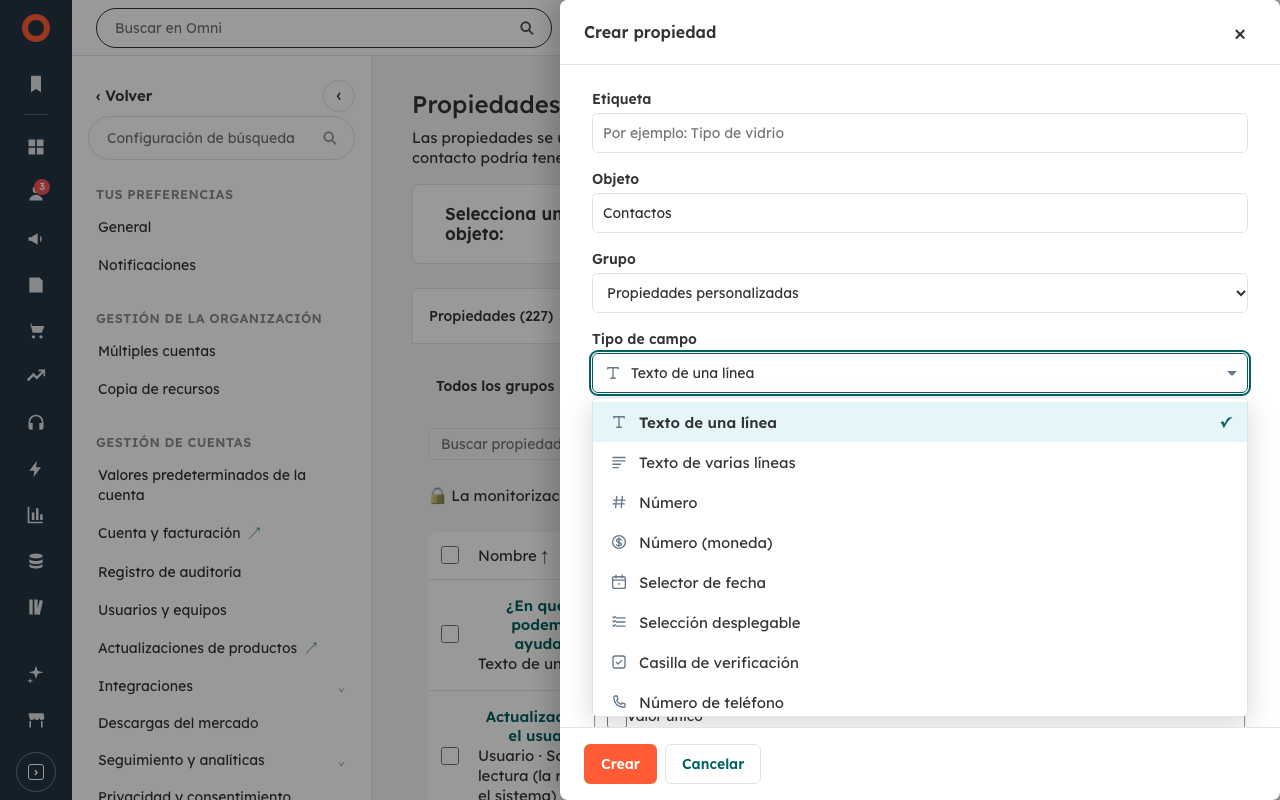 Buscar en Omni
3
‹ Volver
‹
Configuración de búsqueda
TUS PREFERENCIAS
General
Notificaciones
GESTIÓN DE LA ORGANIZACIÓN
Múltiples cuentas
Copia de recursos
GESTIÓN DE CUENTAS
Valores predeterminados de la
cuenta
Cuenta y facturación
Registro de auditoría
Usuarios y equipos
Actualizaciones de productos
Integraciones
Descargas del mercado
Seguimiento y analíticas
Privacidad y consentimiento
Propiedades
Las propiedades se
contacto podría tene
Selecciona un
objeto:
Propiedades (227)
Todos los grupos
Buscar propiedad
La monitorizac
Nombre ↑
¿En que
podem
ayuda
Texto de un
Actualizac
el usua
Usuario · So
lectura (la
el sistema)
Crear propiedad
×
Etiqueta
Por ejemplo: Tipo de vidrio
Objeto
Contactos
Grupo
Propiedades personalizadas
Tipo de campo
Texto de una línea
Texto de una línea ✓
Texto de varias líneas
Número
Número (moneda)
Selector de fecha
Selección desplegable
Casilla de verificación
Número de teléfono
Valor único
Crear
Cancelar